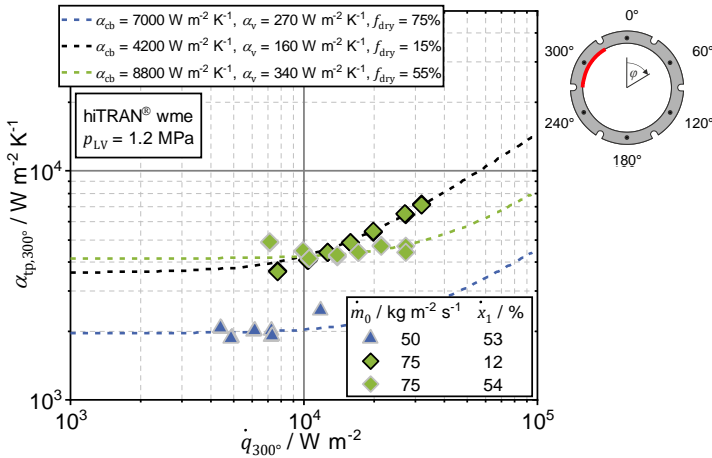 α_cb = 7000 W m⁻² K⁻¹, α_v = 270 W m⁻² K⁻¹, f_dry = 75%
α_cb = 4200 W m⁻² K⁻¹, α_v = 160 W m⁻² K⁻¹, f_dry = 15%
α_cb = 8800 W m⁻² K⁻¹, α_v = 340 W m⁻² K⁻¹, f_dry = 55%
hiTRAN® wme
p_LV = 1.2 MPa
α_tp,300° / W m⁻² K⁻¹
10⁴
10³
ṁ₀ / kg m⁻² s⁻¹ ẋ₁ / %
50 53
75 12
75 54
10³ 10⁴ 10⁵
q̇_300° / W m⁻²
0°
300° 60°
φ
240° 120°
180°